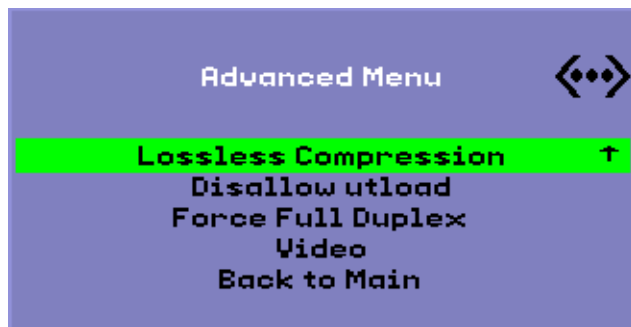 Advanced Menu
Lossless Compression ↑
Disallow utload
Force Full Duplex
Video
Back to Main